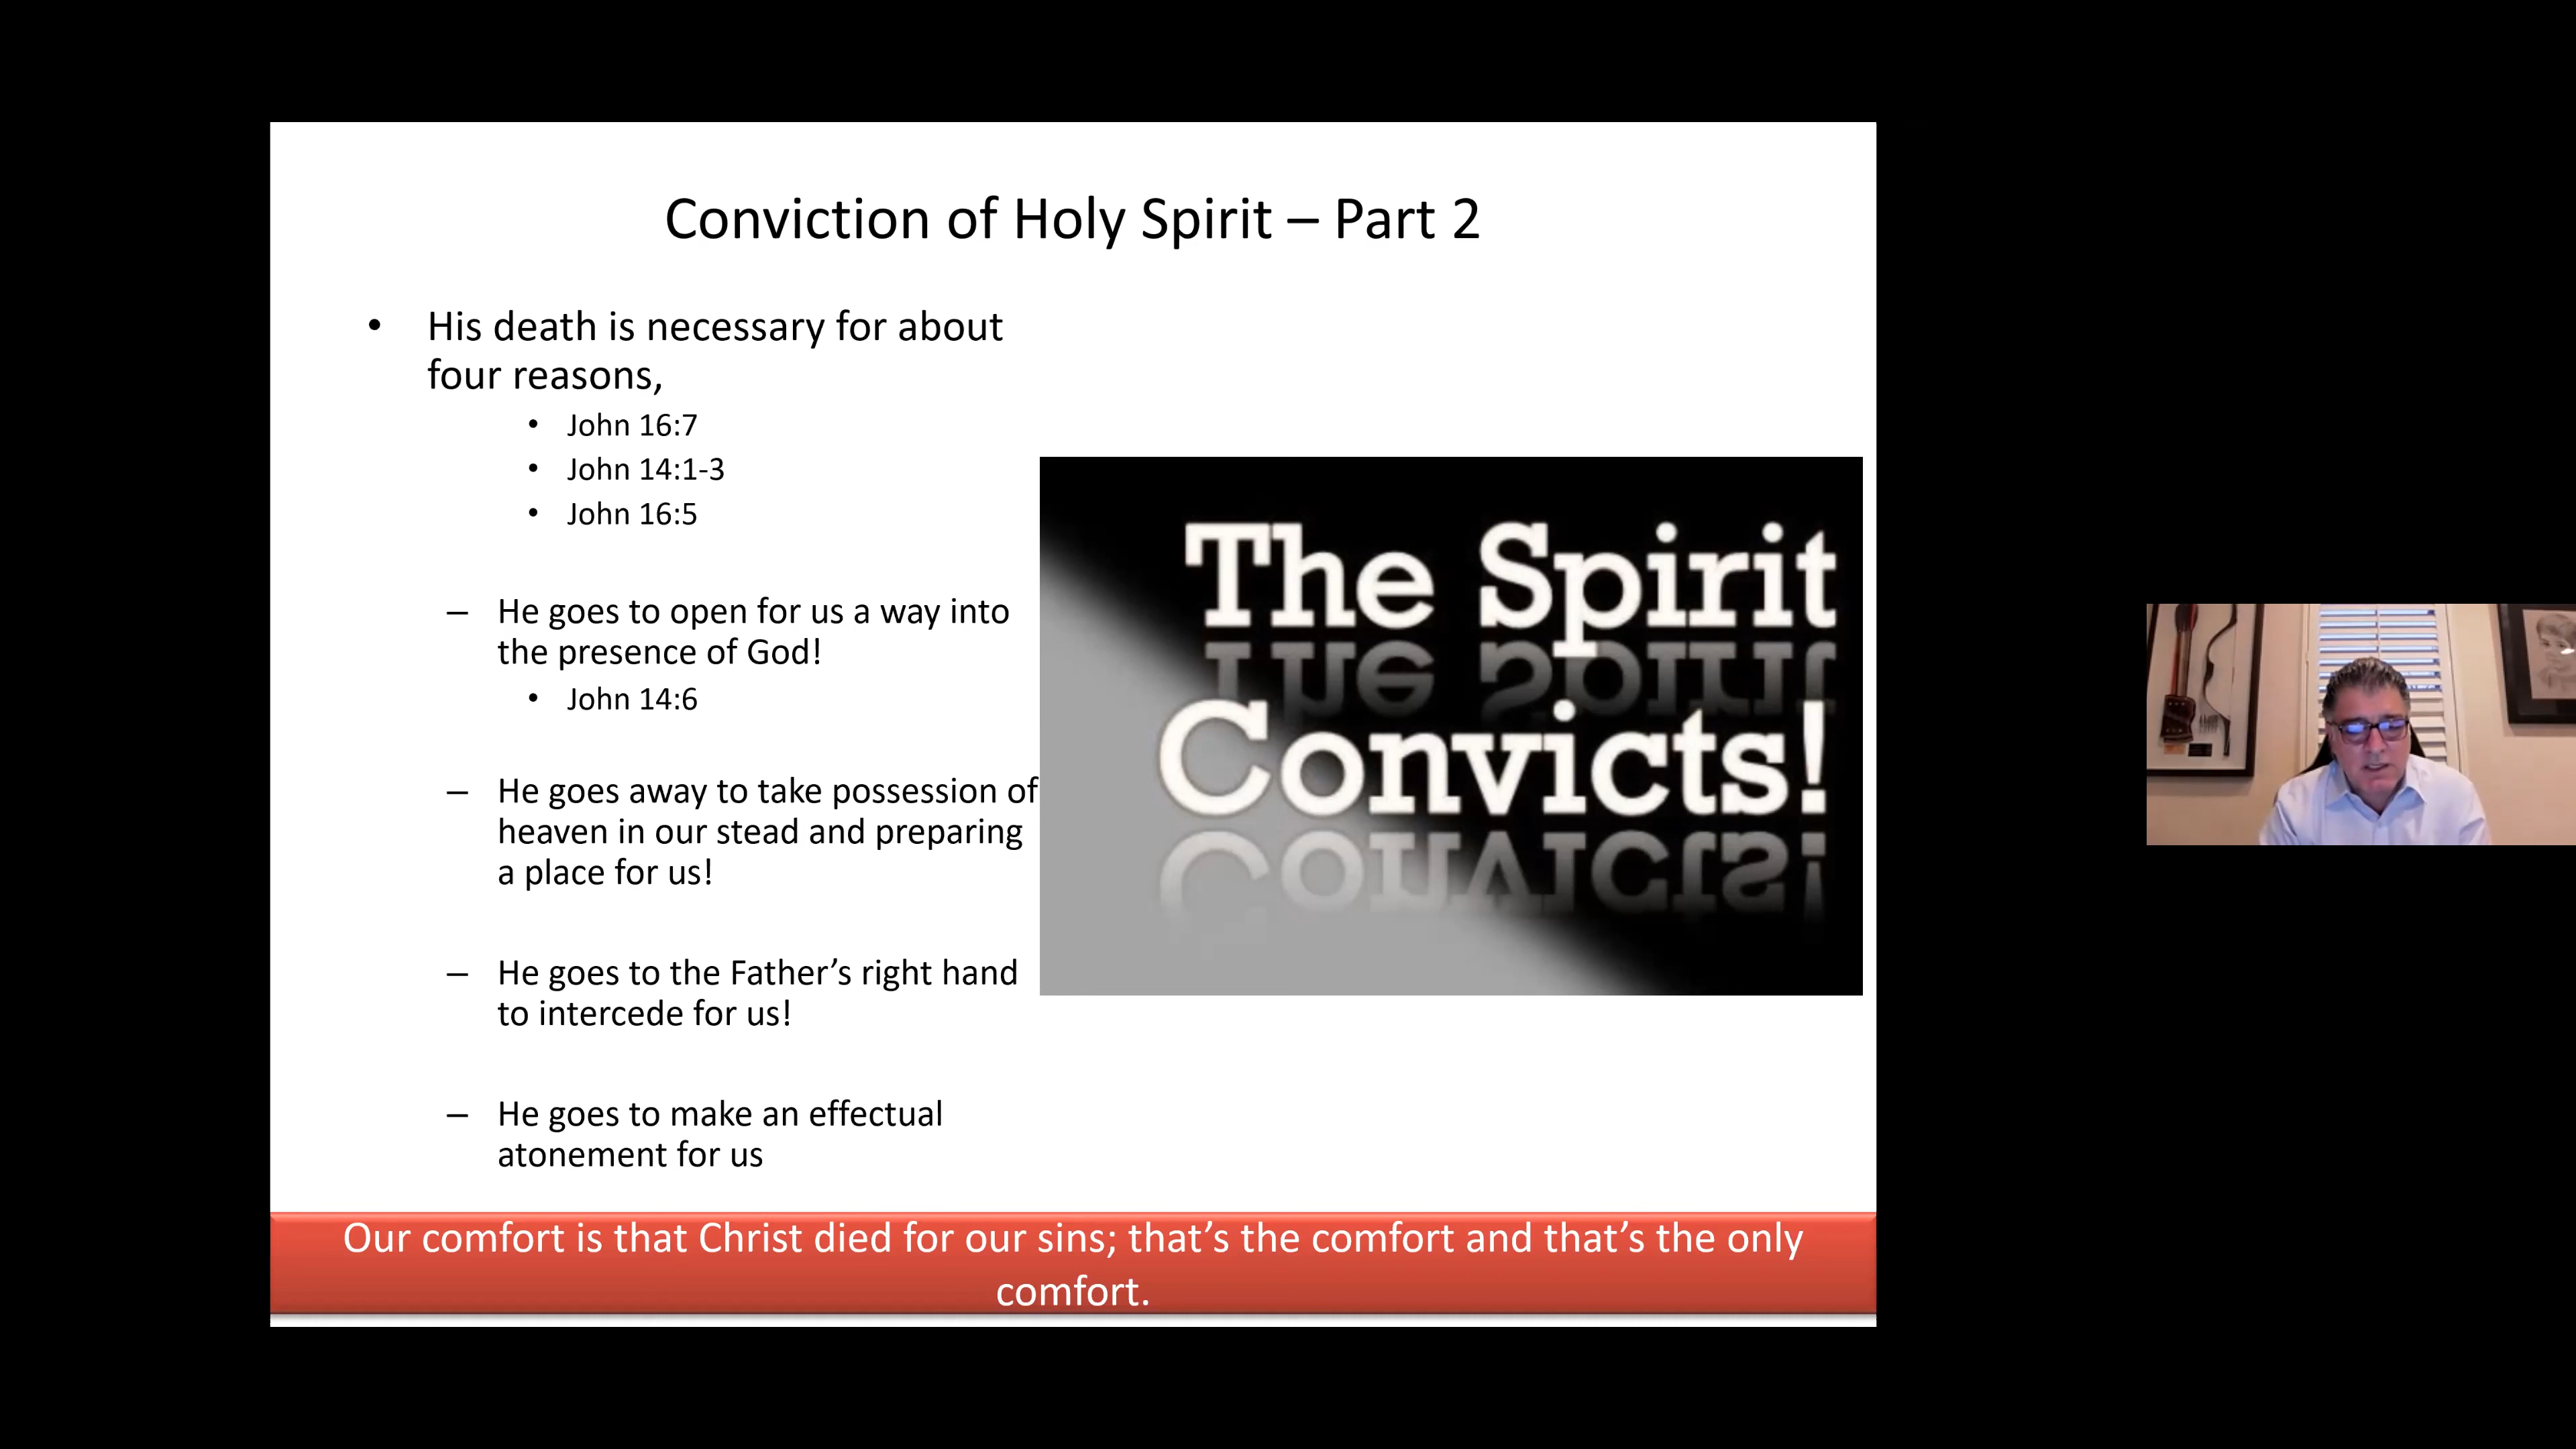 Conviction of Holy Spirit – Part 2
• His death is necessary for about
four reasons,
• John 16:7
• John 14:1-3
• John 16:5
– He goes to open for us a way into
the presence of God!
• John 14:6
– He goes away to take possession of
heaven in our stead and preparing
a place for us!
– He goes to the Father’s right hand
to intercede for us!
– He goes to make an effectual
atonement for us
The Spirit
Convicts!
Our comfort is that Christ died for our sins; that’s the comfort and that’s the only
comfort.